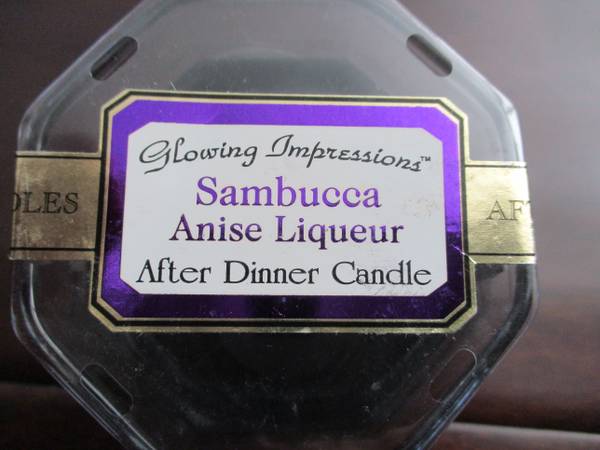 Glowing Impressions™
Sambucca
Anise Liqueur
After Dinner Candle